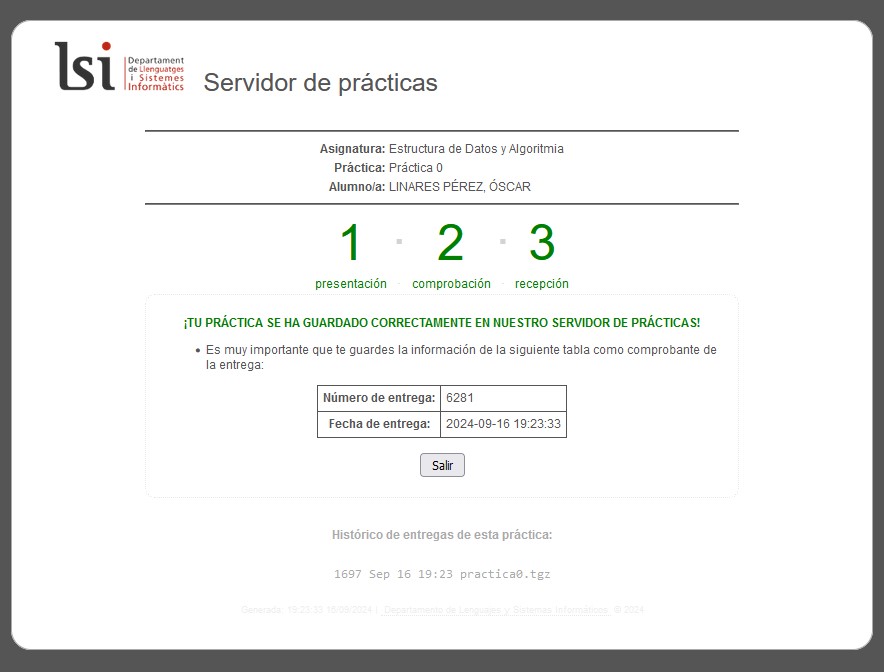 lsi
Departament
de Llenguatges
i Sistemes
Informàtics
Servidor de prácticas
Asignatura: Estructura de Datos y Algoritmia
Práctica: Práctica 0
Alumno/a: LINARES PÉREZ, ÓSCAR
1 · 2 · 3
presentación · comprobación · recepción
¡TU PRÁCTICA SE HA GUARDADO CORRECTAMENTE EN NUESTRO SERVIDOR DE PRÁCTICAS!
• Es muy importante que te guardes la información de la siguiente tabla como comprobante de
la entrega:
Número de entrega: 6281
Fecha de entrega: 2024-09-16 19:23:33
Salir
Histórico de entregas de esta práctica:
1697 Sep 16 19:23 practica0.tgz
Generada: 19:23:33 16/09/2024 | Departamento de Lenguajes y Sistemas Informáticos © 2024